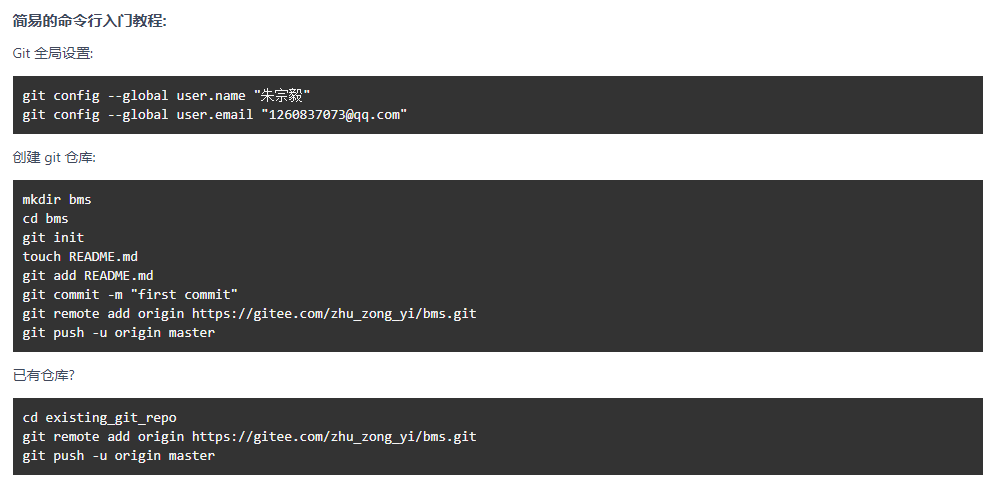 简易的命令行入门教程:
Git 全局设置:
git config --global user.name "朱宗毅"
git config --global user.email "1260837073@qq.com"
创建 git 仓库:
mkdir bms
cd bms
git init
touch README.md
git add README.md
git commit -m "first commit"
git remote add origin https://gitee.com/zhu_zong_yi/bms.git
git push -u origin master
已有仓库?
cd existing_git_repo
git remote add origin https://gitee.com/zhu_zong_yi/bms.git
git push -u origin master